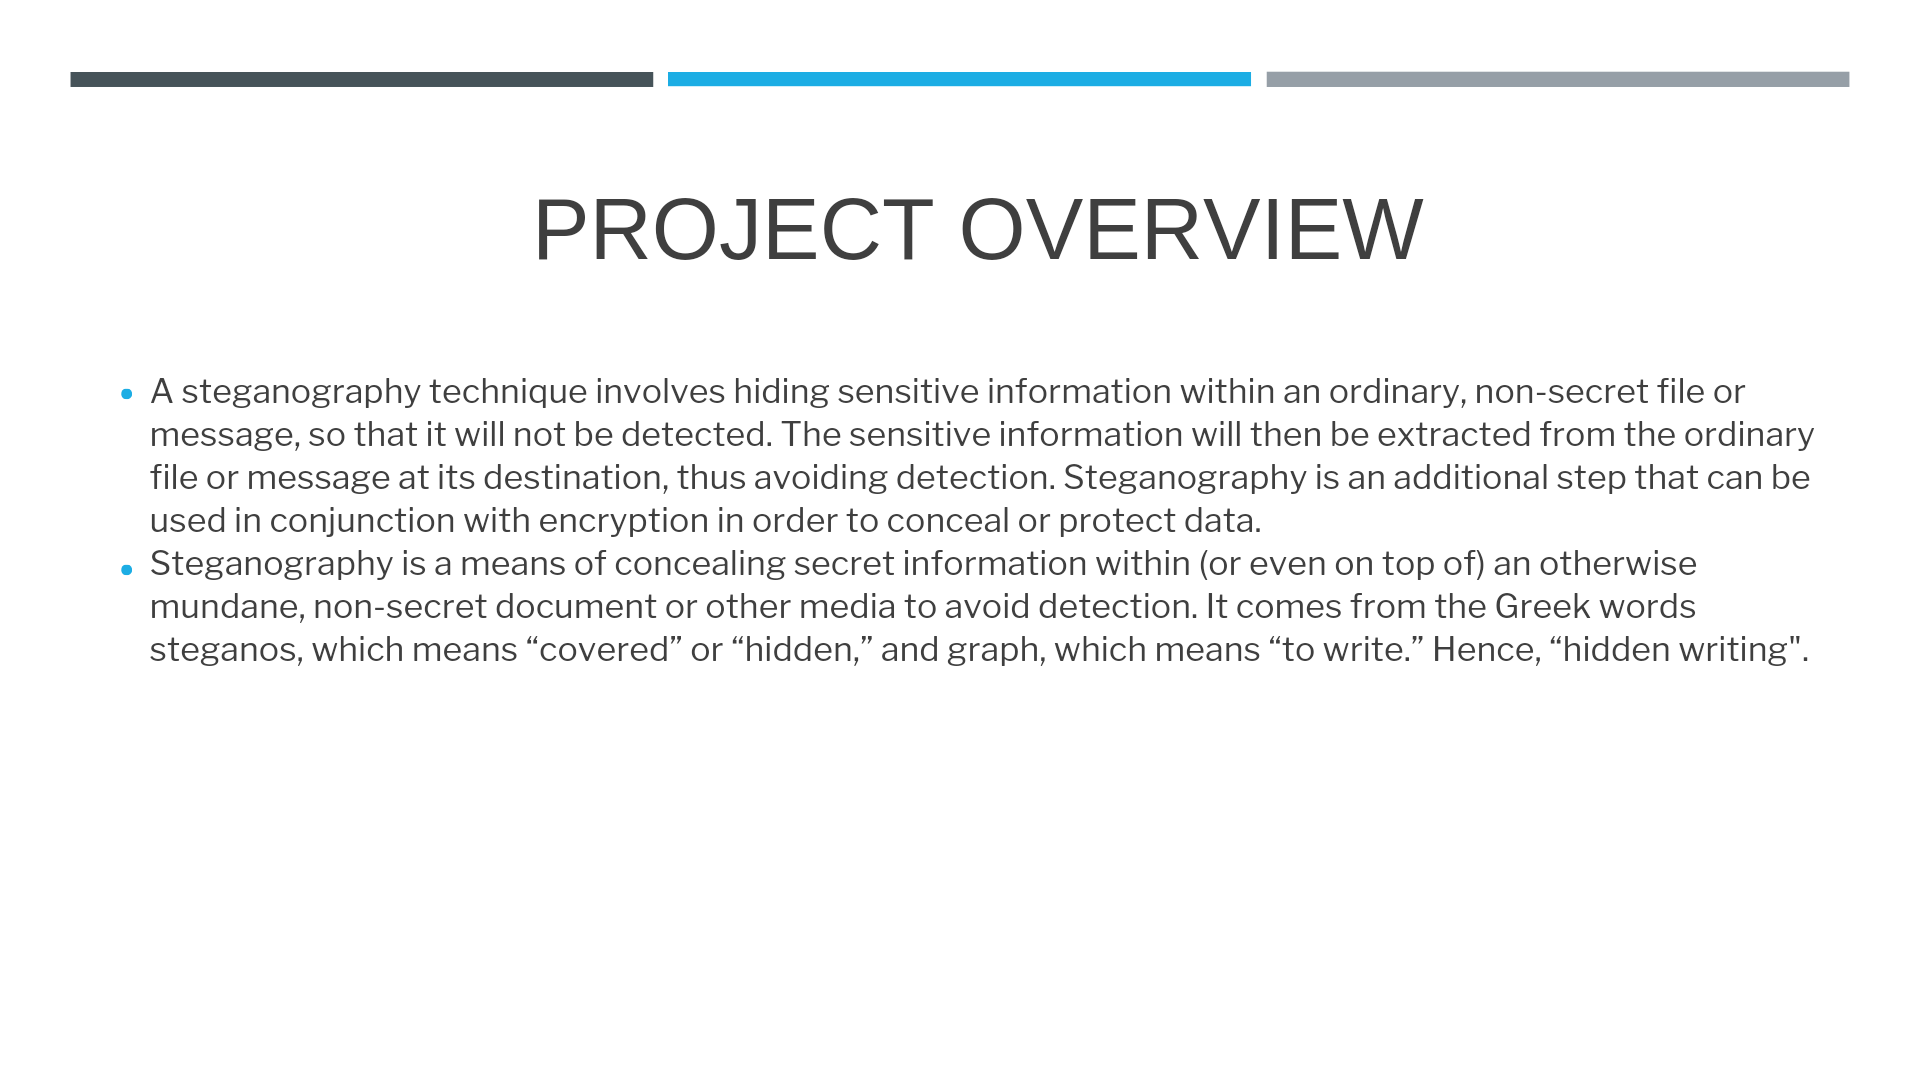 PROJECT OVERVIEW
• A steganography technique involves hiding sensitive information within an ordinary, non-secret file or
message, so that it will not be detected. The sensitive information will then be extracted from the ordinary
file or message at its destination, thus avoiding detection. Steganography is an additional step that can be
used in conjunction with encryption in order to conceal or protect data.
• Steganography is a means of concealing secret information within (or even on top of) an otherwise
mundane, non-secret document or other media to avoid detection. It comes from the Greek words
steganos, which means “covered” or “hidden,” and graph, which means “to write.” Hence, “hidden writing".